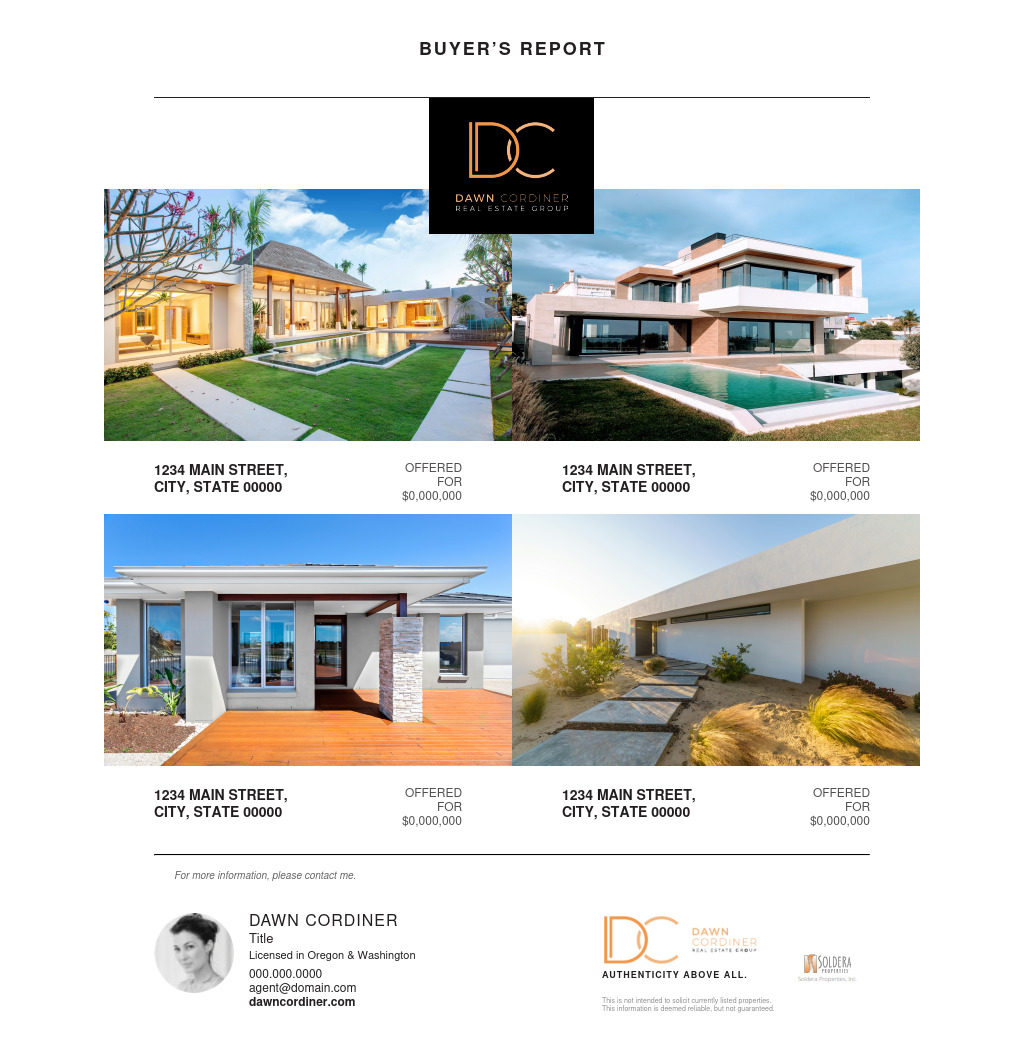 BUYER’S REPORT
DC
DAWN CORDINER
REAL ESTATE GROUP
1234 MAIN STREET,
CITY, STATE 00000
OFFERED
FOR
$0,000,000
1234 MAIN STREET,
CITY, STATE 00000
OFFERED
FOR
$0,000,000
1234 MAIN STREET,
CITY, STATE 00000
OFFERED
FOR
$0,000,000
1234 MAIN STREET,
CITY, STATE 00000
OFFERED
FOR
$0,000,000
For more information, please contact me.
DAWN CORDINER
Title
Licensed in Oregon & Washington
000.000.0000
agent@domain.com
dawncordiner.com
DC
DAWN
CORDINER
REAL ESTATE GROUP
AUTHENTICITY ABOVE ALL.
SOLDERA
PROPERTIES
Soldera Properties, Inc.
This is not intended to solicit currently listed properties.
This information is deemed reliable, but not guaranteed.